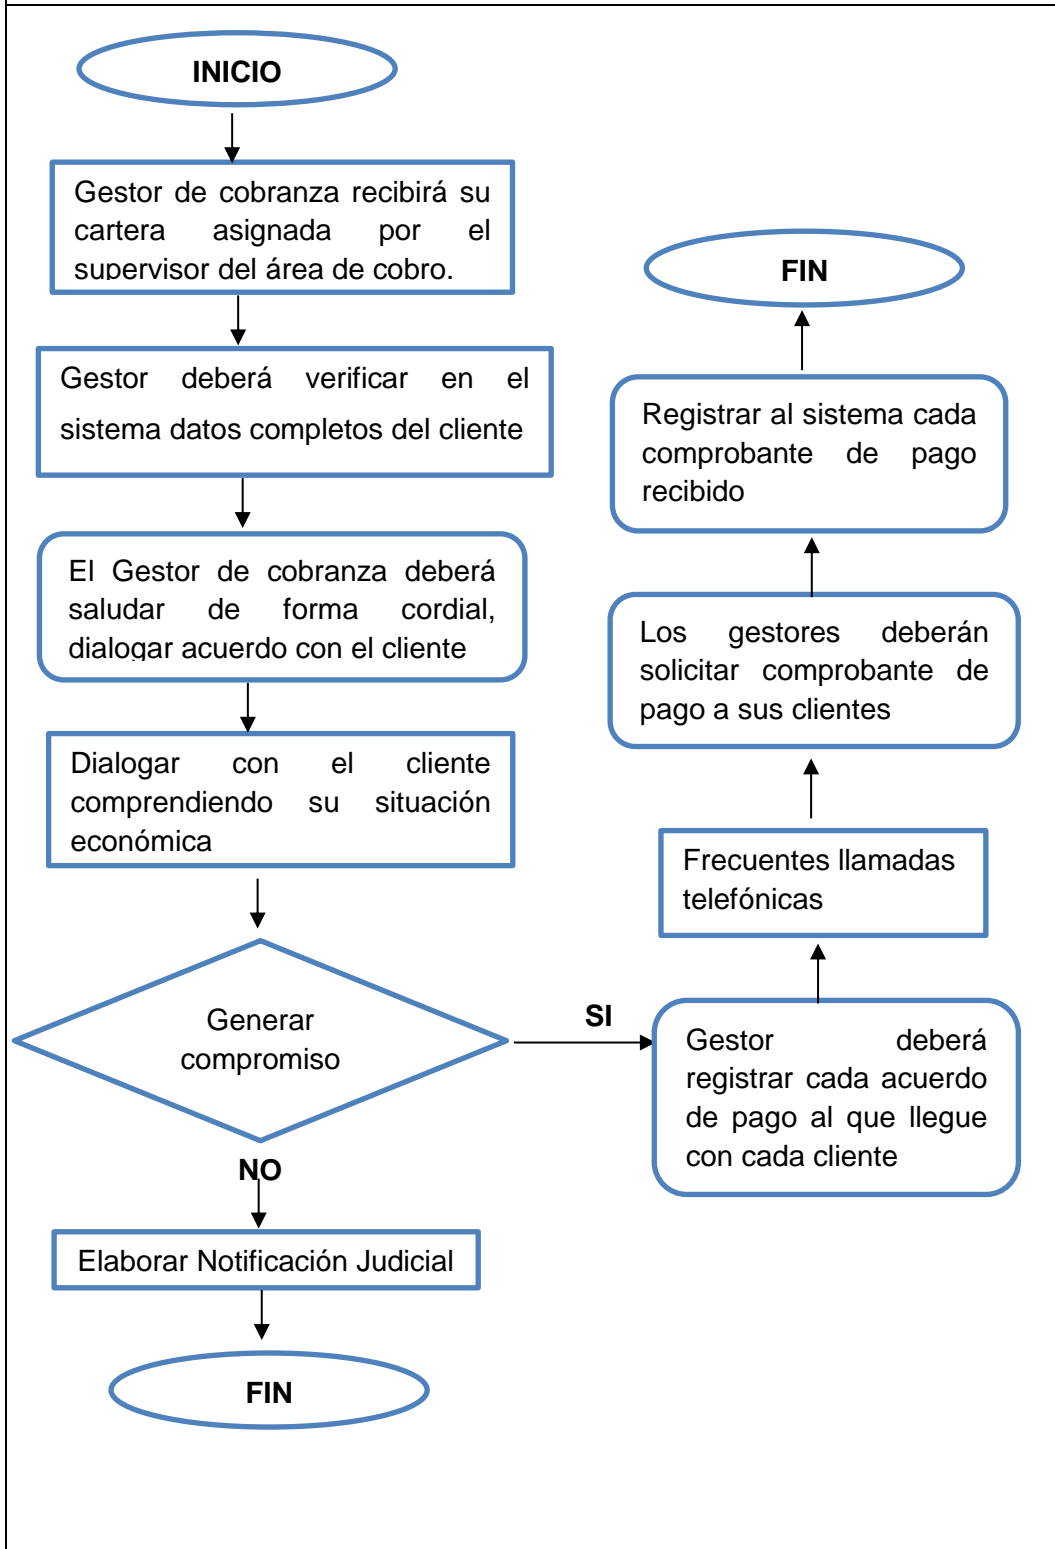 INICIO
Gestor de cobranza recibirá su
cartera asignada por el
supervisor del área de cobro.
Gestor deberá verificar en el
sistema datos completos del cliente
El Gestor de cobranza deberá
saludar de forma cordial,
dialogar acuerdo con el cliente
Dialogar con el cliente
comprendiendo su situación
económica
Generar
compromiso
NO
Elaborar Notificación Judicial
FIN
SI
Gestor deberá
registrar cada acuerdo
de pago al que llegue
con cada cliente
Frecuentes llamadas
telefónicas
Los gestores deberán
solicitar comprobante de
pago a sus clientes
Registrar al sistema cada
comprobante de pago
recibido
FIN